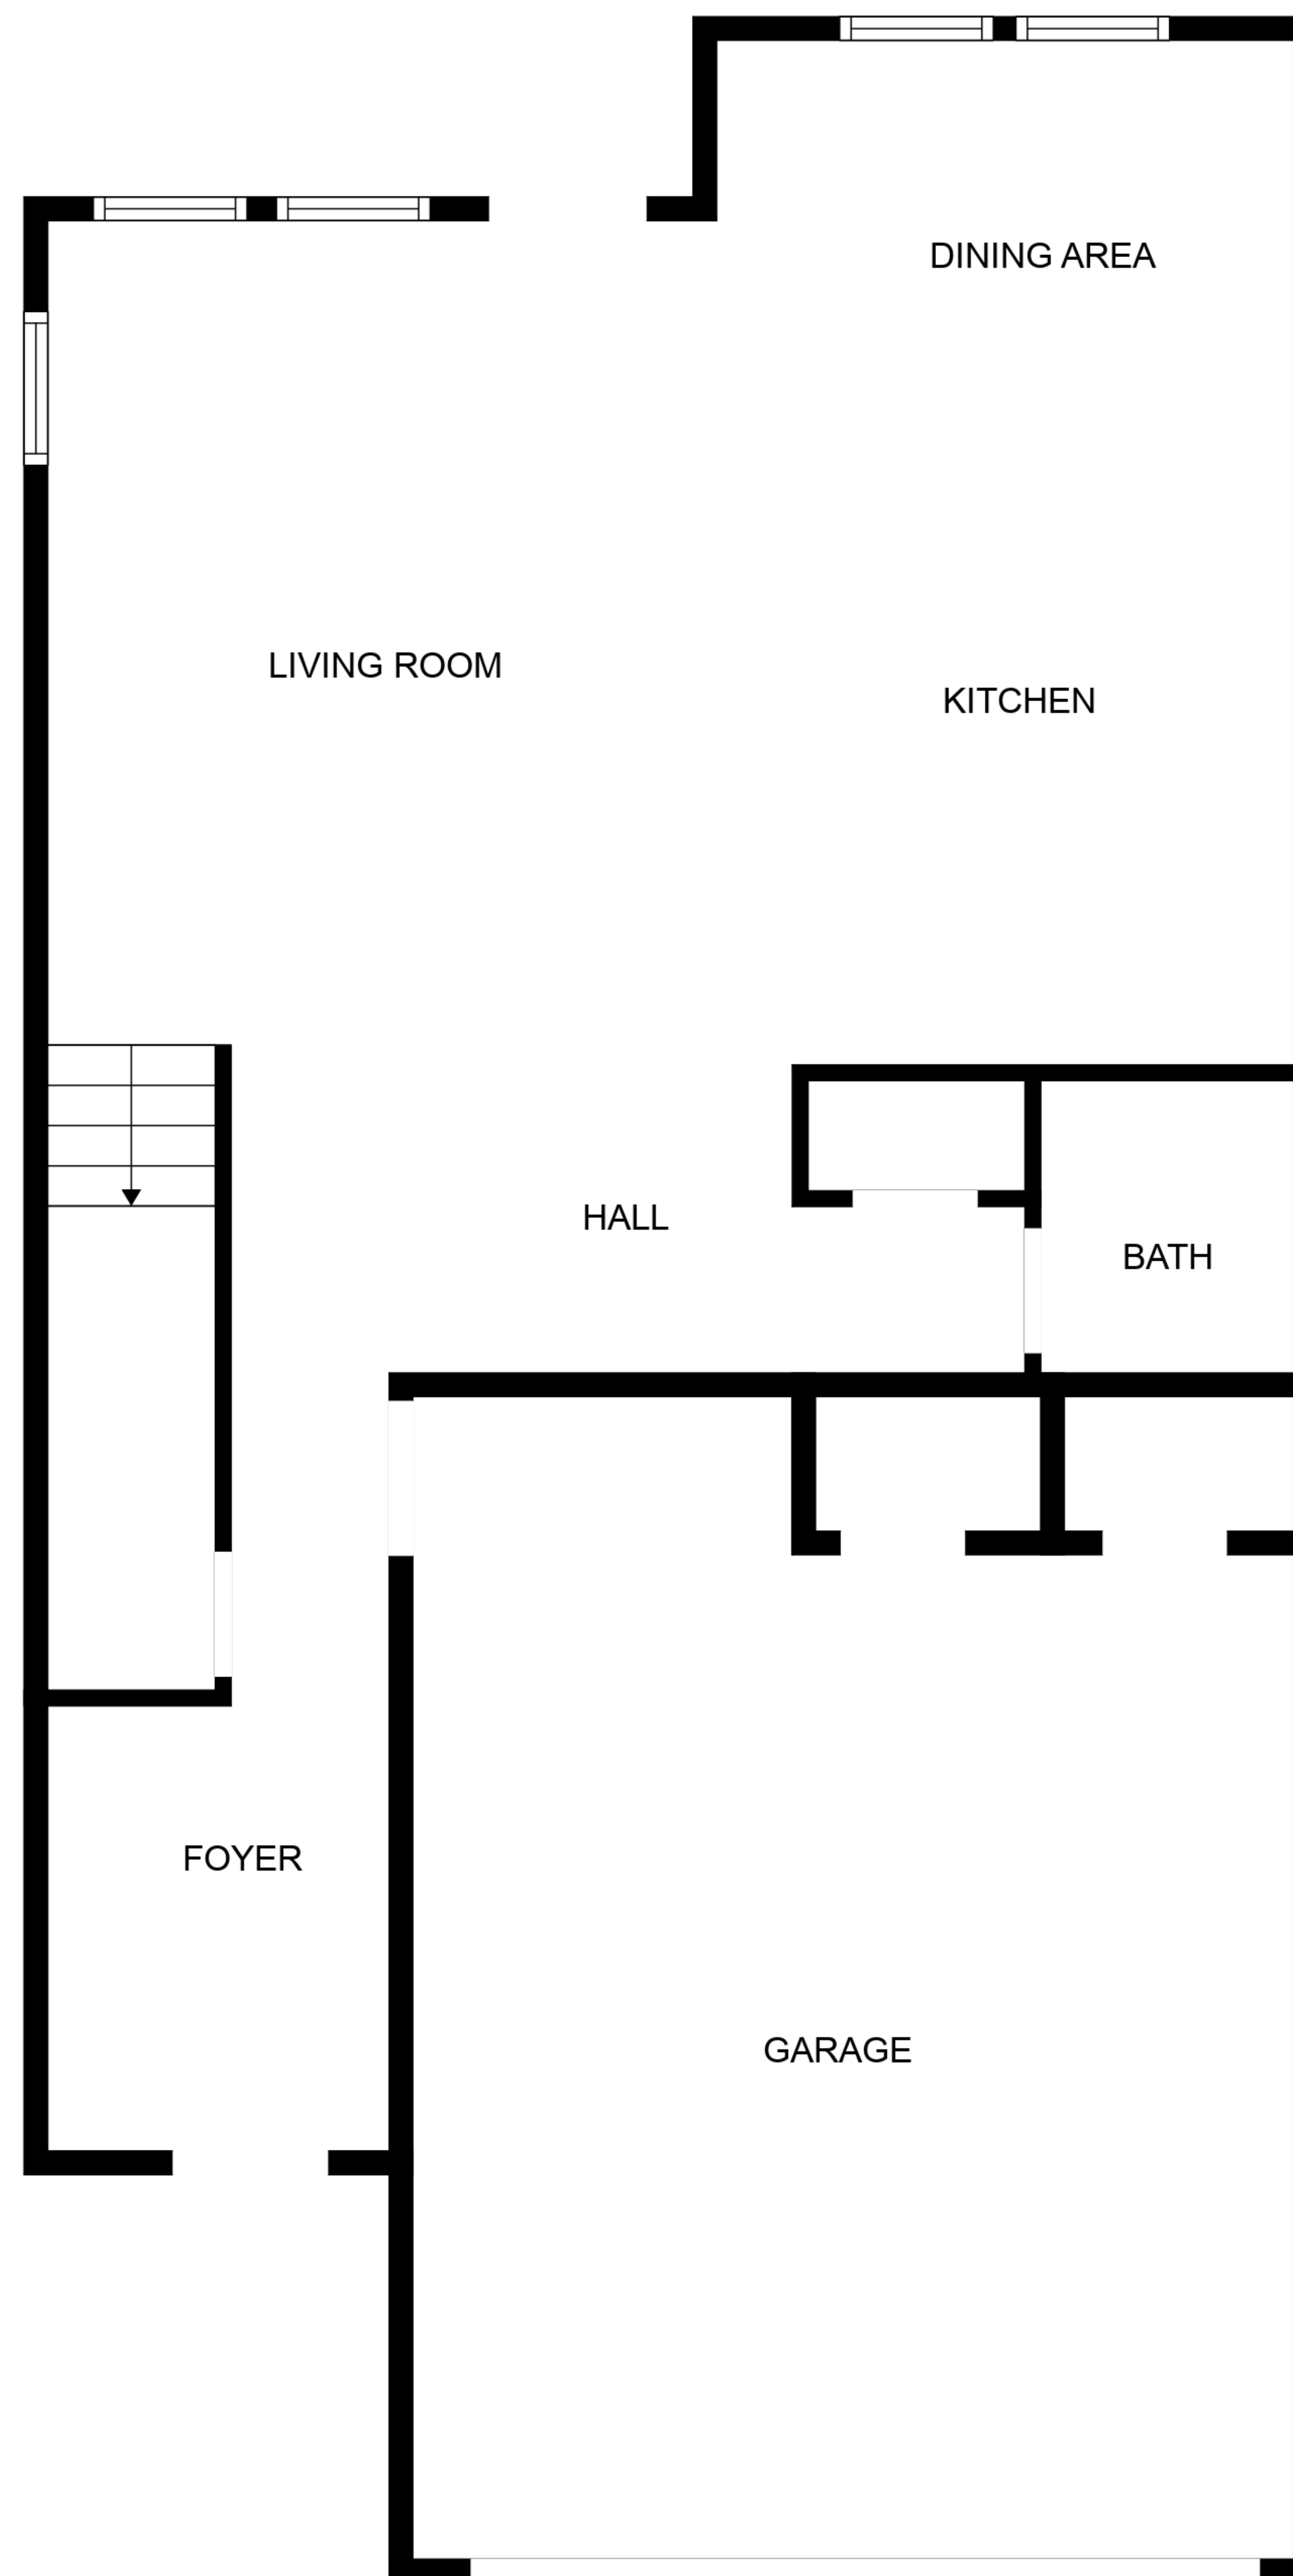 DINING AREA
LIVING ROOM
KITCHEN
HALL
BATH
FOYER
GARAGE